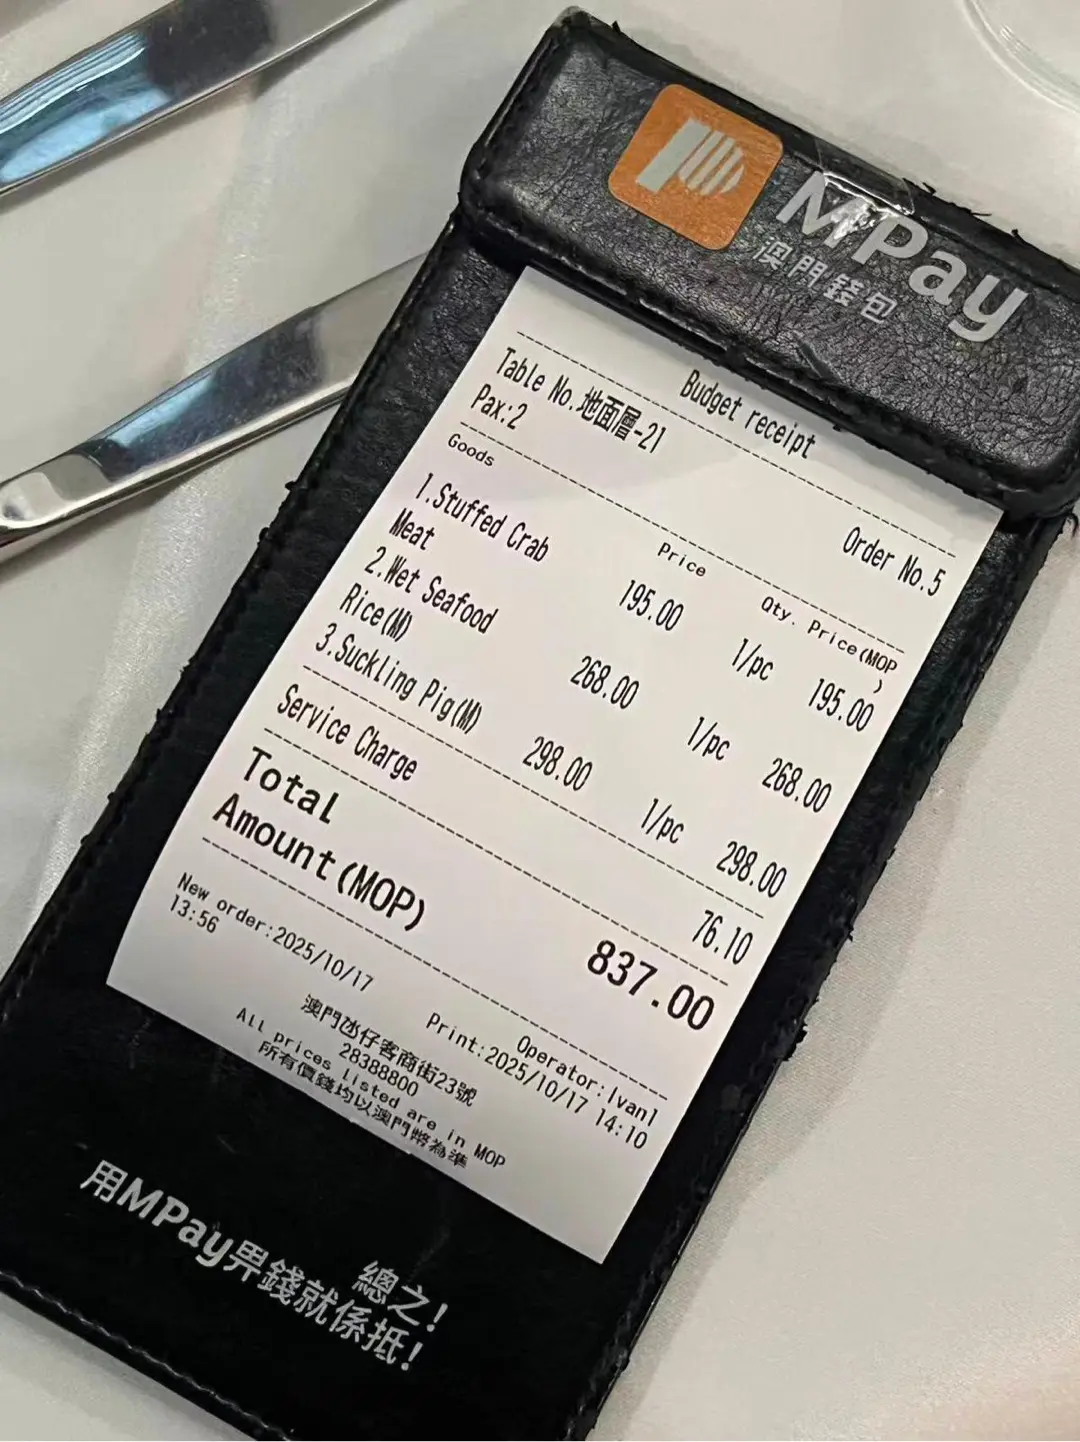 MPay
澳門錢包
Budget receipt
Table No.地面層-21
Pax:2
Order No.5
Goods Price Qty. Price(MOP
)
1.Stuffed Crab
Meat 195.00 1/pc 195.00
2.Wet Seafood
Rice(M) 268.00 1/pc 268.00
3.Suckling Pig(M) 298.00 1/pc 298.00
Service Charge 76.10
Total
Amount(MOP) 837.00
New order:2025/10/17
13:56
Operator:Ivan1
Print:2025/10/17 14:10
澳門氹仔客商街23號
28388800
All prices listed are in MOP
所有價錢均以澳門幣為準
總之!
用MPay畀錢就係抵!